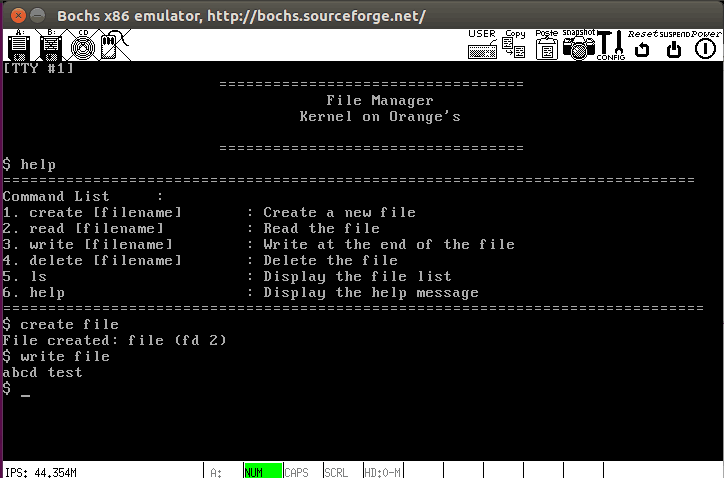 Bochs x86 emulator, http://bochs.sourceforge.net/
A: B: CD USER Copy Paste snapshot CONFIG Reset SUSPEND Power
[TTY #1]
==================================
File Manager
Kernel on Orange's
==================================
$ help
=============================================================================
Command List     :
1. create [filename]       : Create a new file
2. read [filename]         : Read the file
3. write [filename]        : Write at the end of the file
4. delete [filename]       : Delete the file
5. ls                      : Display the file list
6. help                    : Display the help message
==============================================================================
$ create file
File created: file (fd 2)
$ write file
abcd test
$ _
IPS: 44.354M A: NUM CAPS SCRL HD:0-M